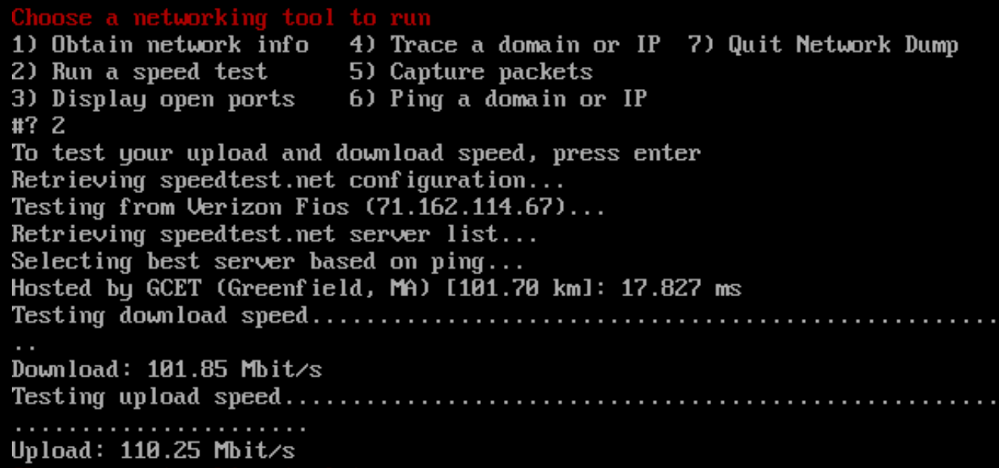 Choose a networking tool to run
1) Obtain network info   4) Trace a domain or IP  7) Quit Network Dump
2) Run a speed test      5) Capture packets
3) Display open ports    6) Ping a domain or IP
#? 2
To test your upload and download speed, press enter
Retrieving speedtest.net configuration...
Testing from Verizon Fios (71.162.114.67)...
Retrieving speedtest.net server list...
Selecting best server based on ping...
Hosted by GCET (Greenfield, MA) [101.70 km]: 17.827 ms
Testing download speed...................................................
..
Download: 101.85 Mbit/s
Testing upload speed.....................................................
......................
Upload: 110.25 Mbit/s